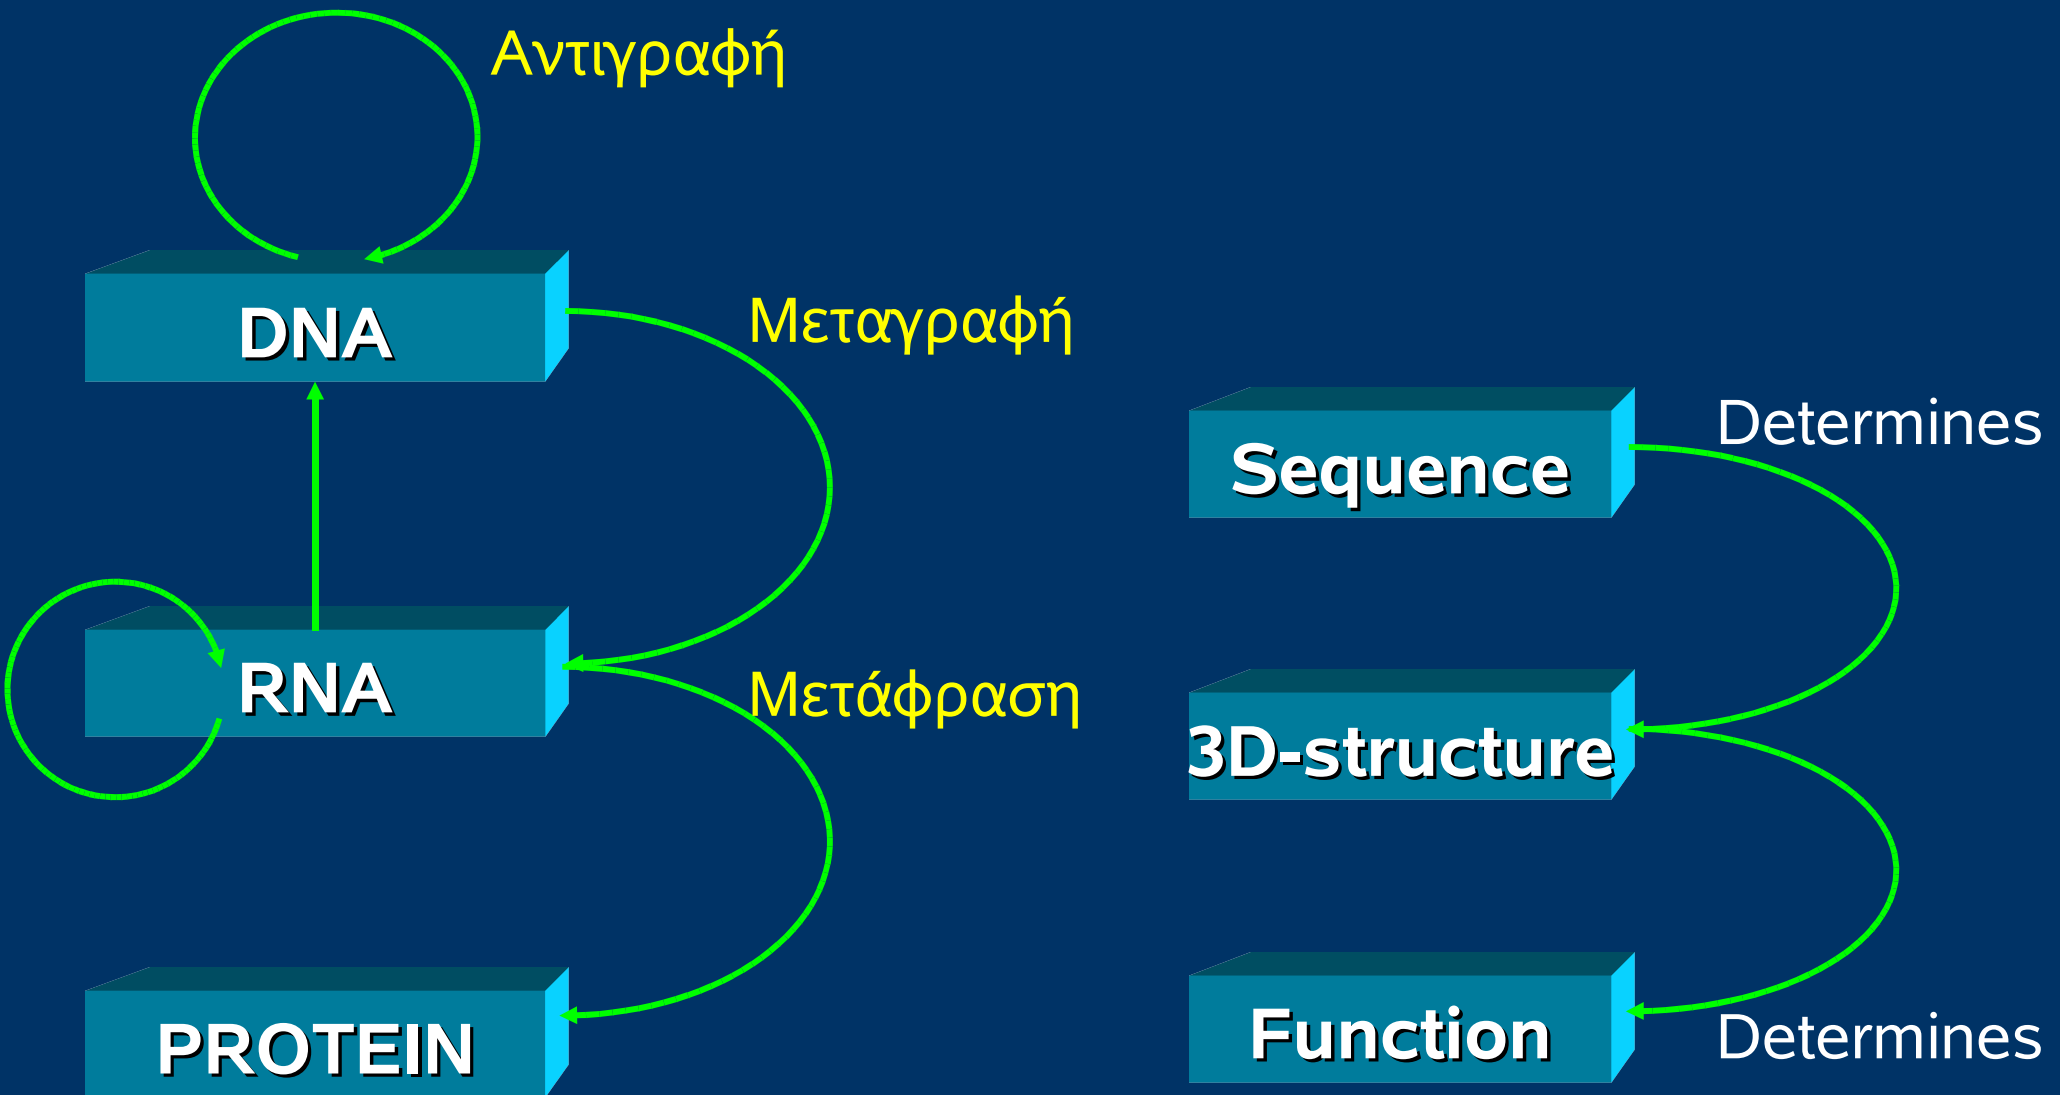 Αντιγραφή
DNA
Μεταγραφή
RNA
Μετάφραση
PROTEIN
Determines
Sequence
3D-structure
Function
Determines